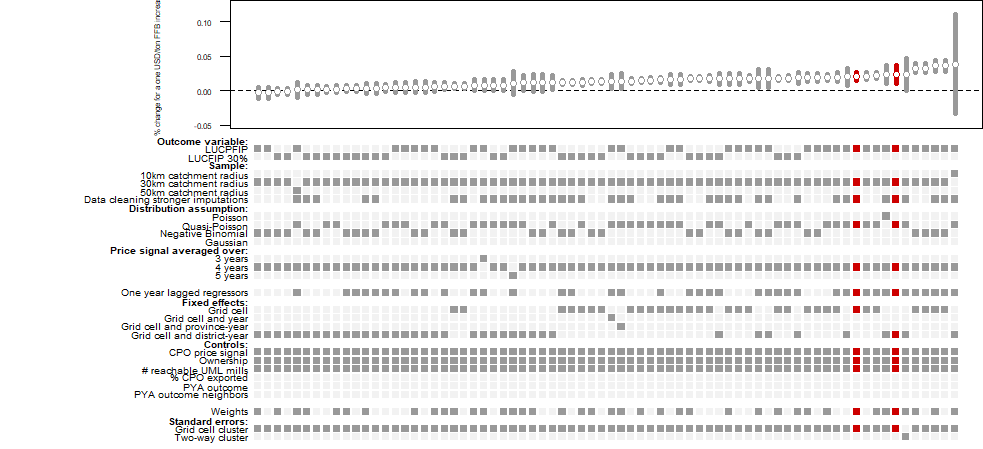 % change for a one USD/ton FFB increa
0.10
0.05
0.00
-0.05
Outcome variable:
LUCPFIP
LUCFIP 30%
Sample:
10km catchment radius
30km catchment radius
50km catchment radius
Data cleaning stronger imputations
Distribution assumption:
Poisson
Quasi-Poisson
Negative Binomial
Gaussian
Price signal averaged over:
3 years
4 years
5 years
One year lagged regressors
Fixed effects:
Grid cell
Grid cell and year
Grid cell and province-year
Grid cell and district-year
Controls:
CPO price signal
Ownership
# reachable UML mills
% CPO exported
PYA outcome
PYA outcome neighbors
Weights
Standard errors:
Grid cell cluster
Two-way cluster